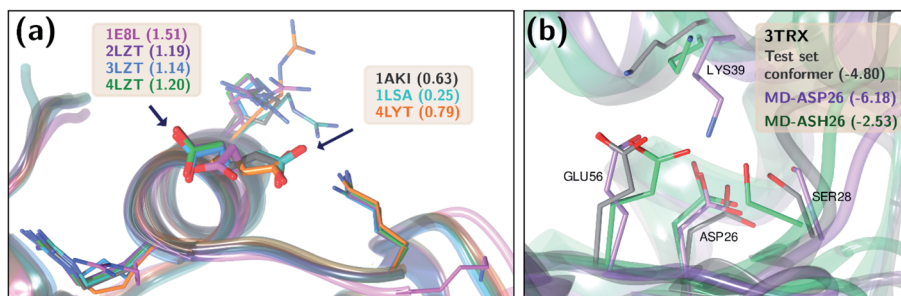 (a)
1E8L (1.51)
2LZT (1.19)
3LZT (1.14)
4LZT (1.20)
1AKI (0.63)
1LSA (0.25)
4LYT (0.79)
(b)
3TRX
Test set
conformer (-4.80)
MD-ASP26 (-6.18)
MD-ASH26 (-2.53)
LYS39
GLU56
SER28
ASP26